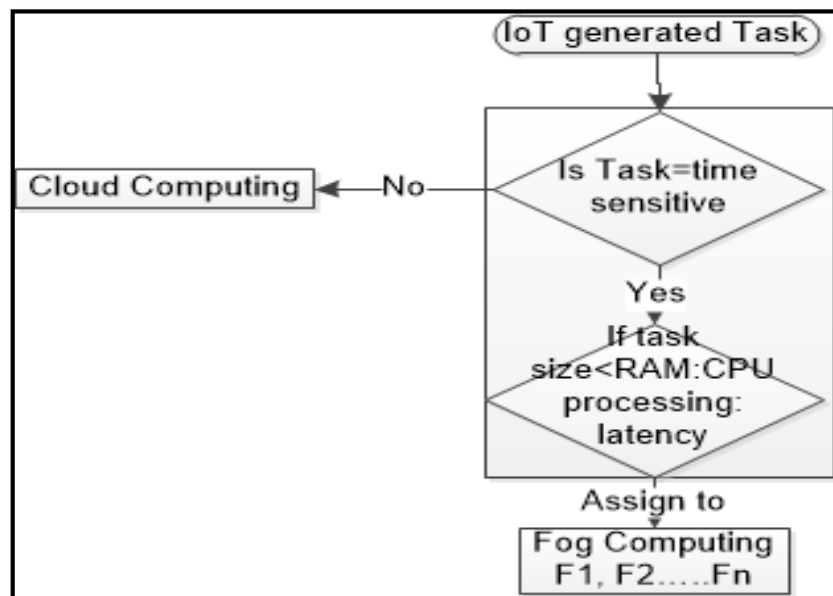 IoT generated Task
Is Task=time
sensitive
Cloud Computing
No
Yes
If task
size<RAM:CPU
processing:
latency
Assign to
Fog Computing
F1, F2.....Fn